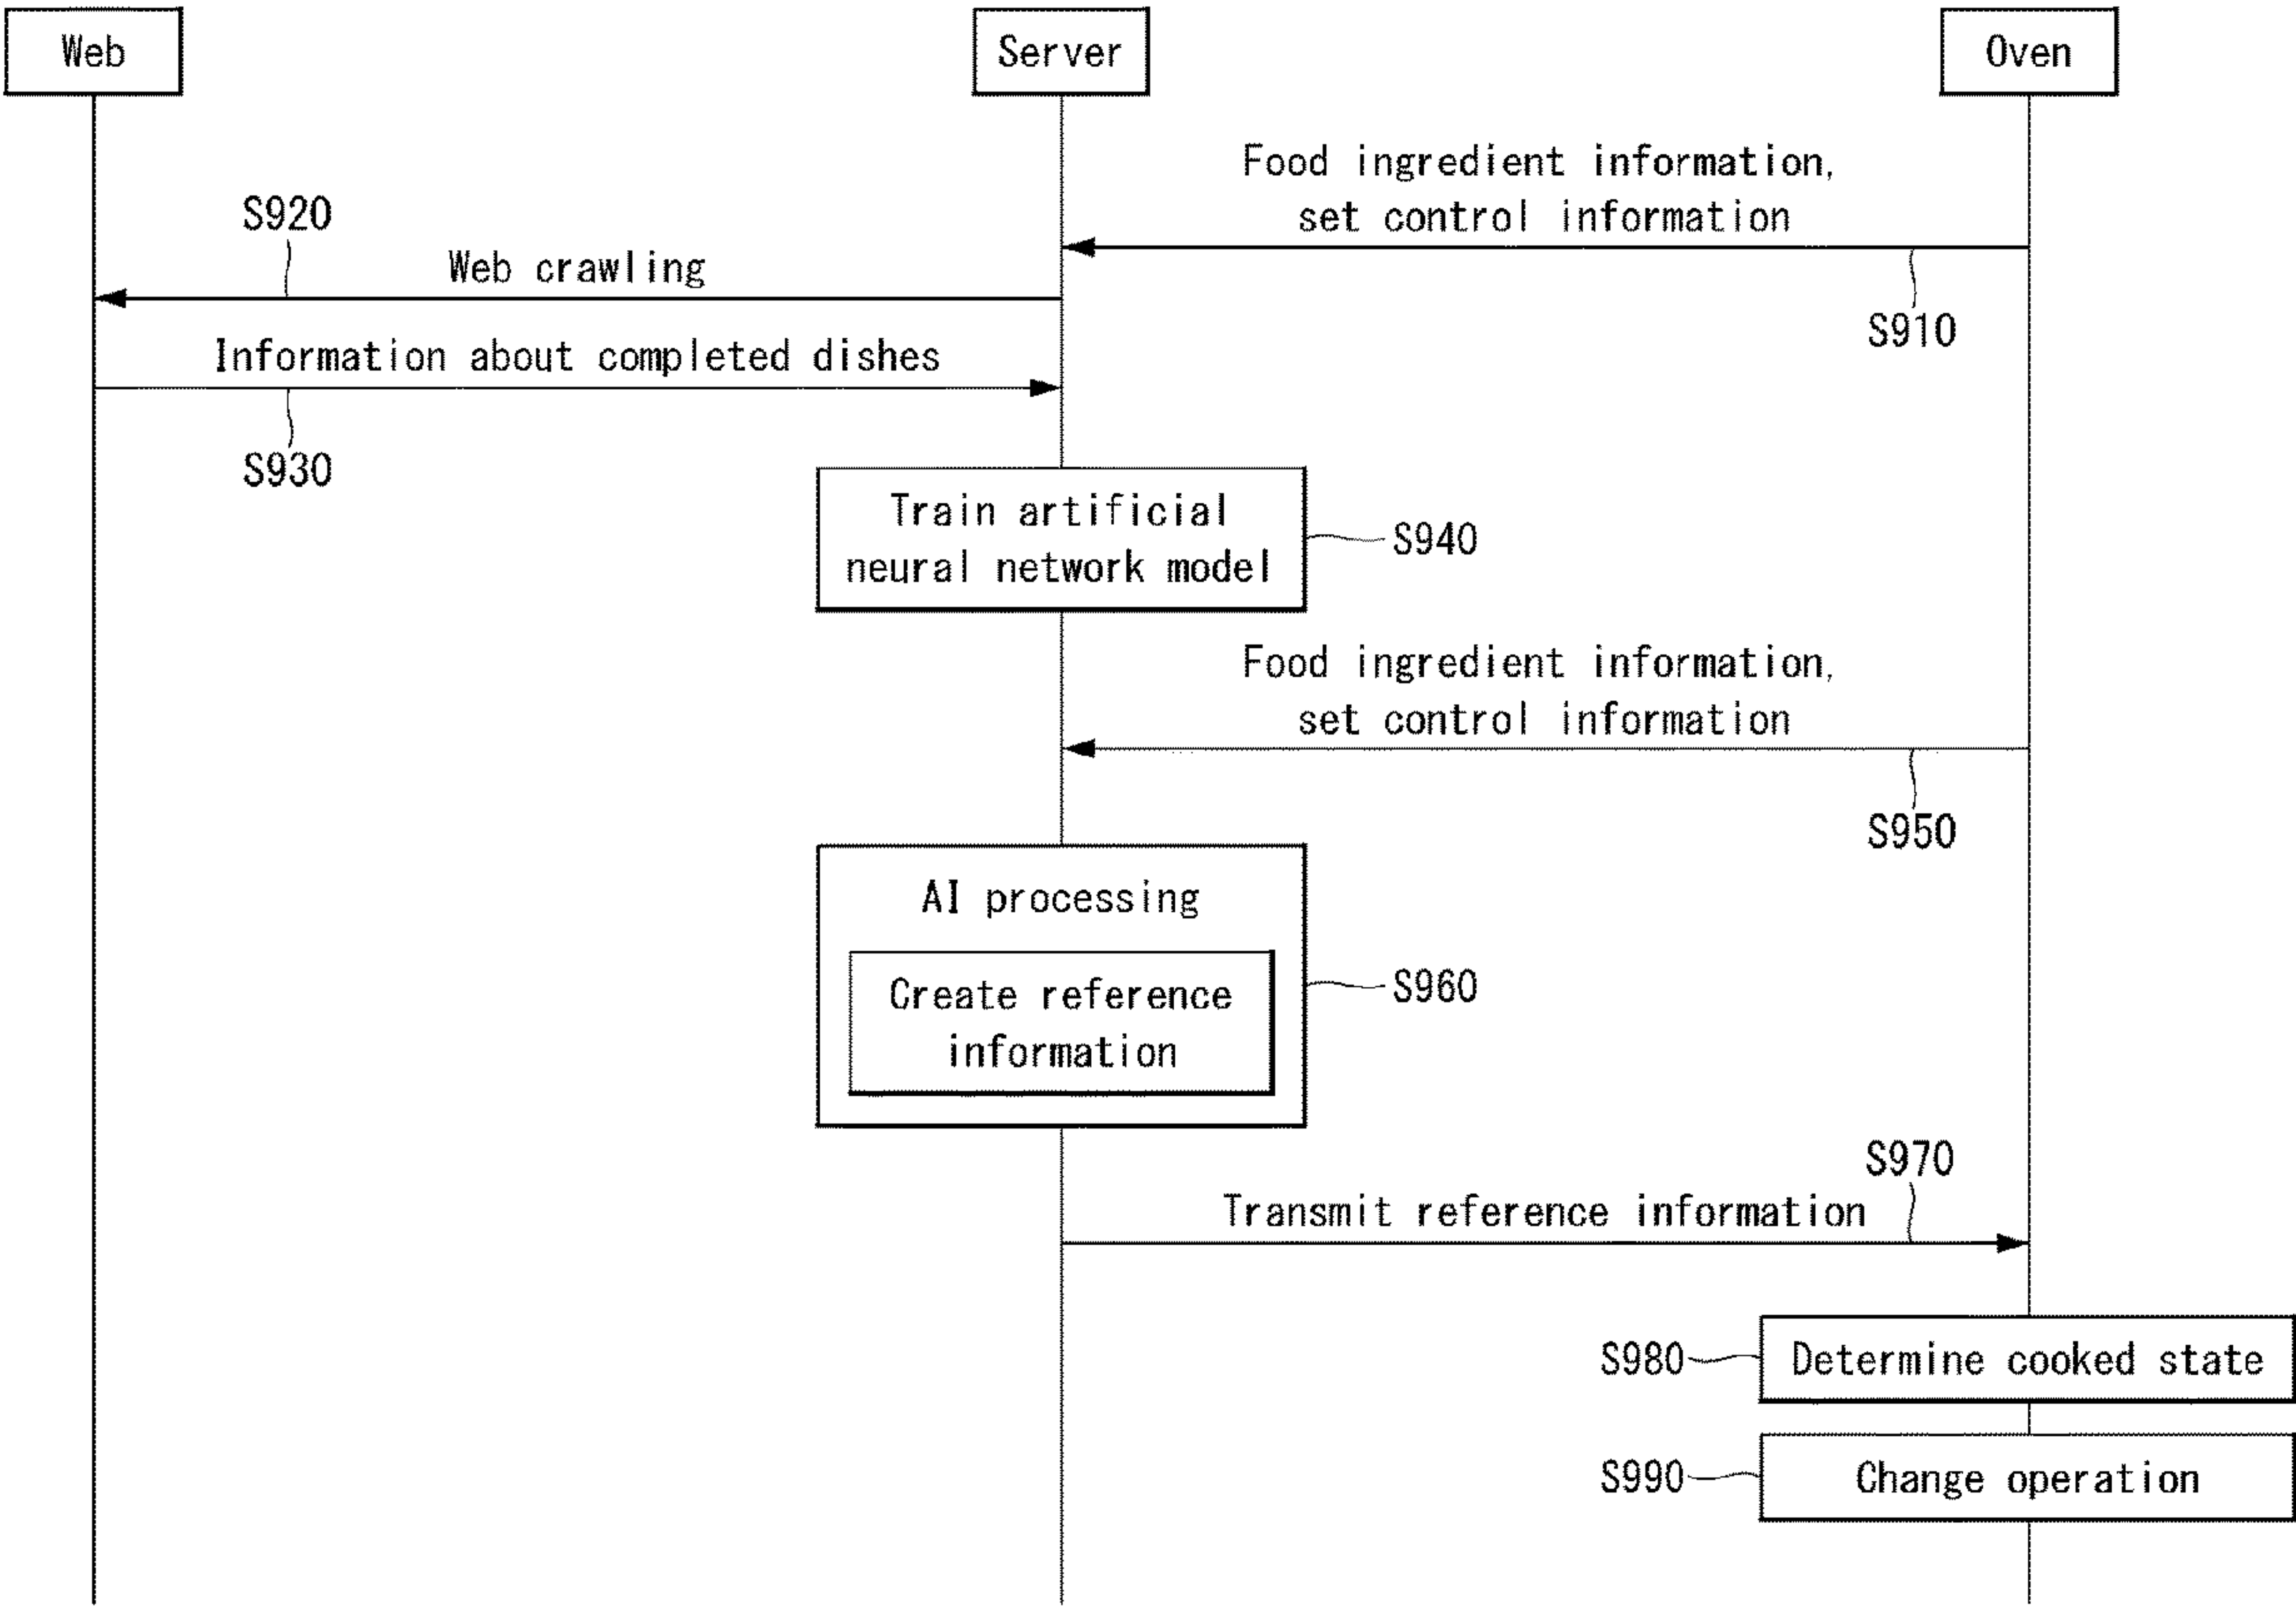 Web
Server
Oven
Food ingredient information,
set control information
S910
S920
Web crawling
Information about completed dishes
S930
Train artificial
neural network model
S940
Food ingredient information,
set control information
S950
AI processing
Create reference
information
S960
S970
Transmit reference information
S980
Determine cooked state
S990
Change operation